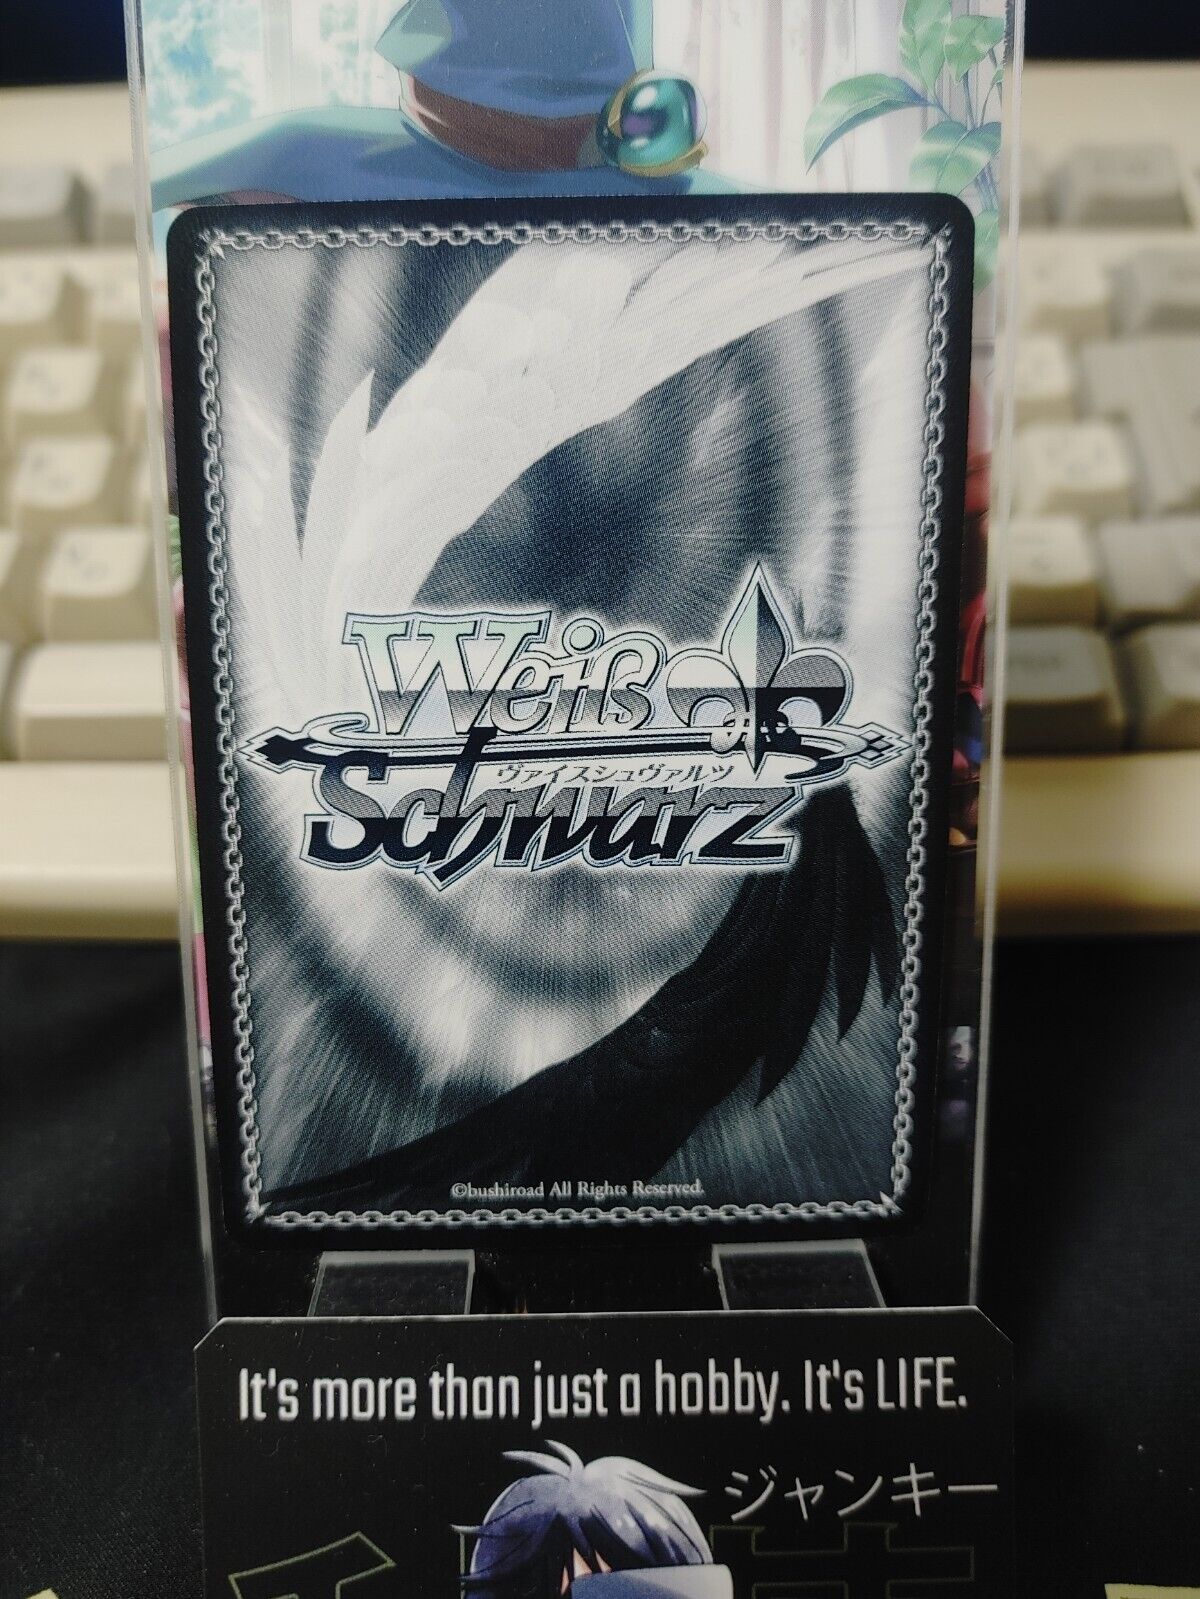 Weiß
Schwarz
ヴァイスシュヴァルツ
©bushiroad All Rights Reserved.
It's more than just a hobby. It's LIFE.
ジャンキー